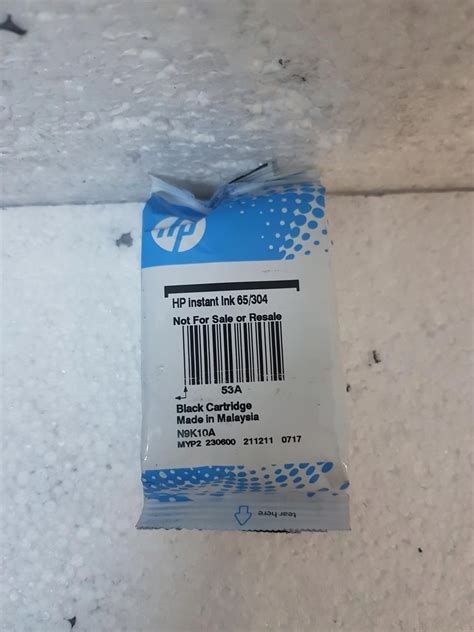 hp
HP instant Ink 65/304
Not For Sale or Resale
53A
Black Cartridge
Made in Malaysia
N9K10A
MYP2 230600 211211 0717
tear here